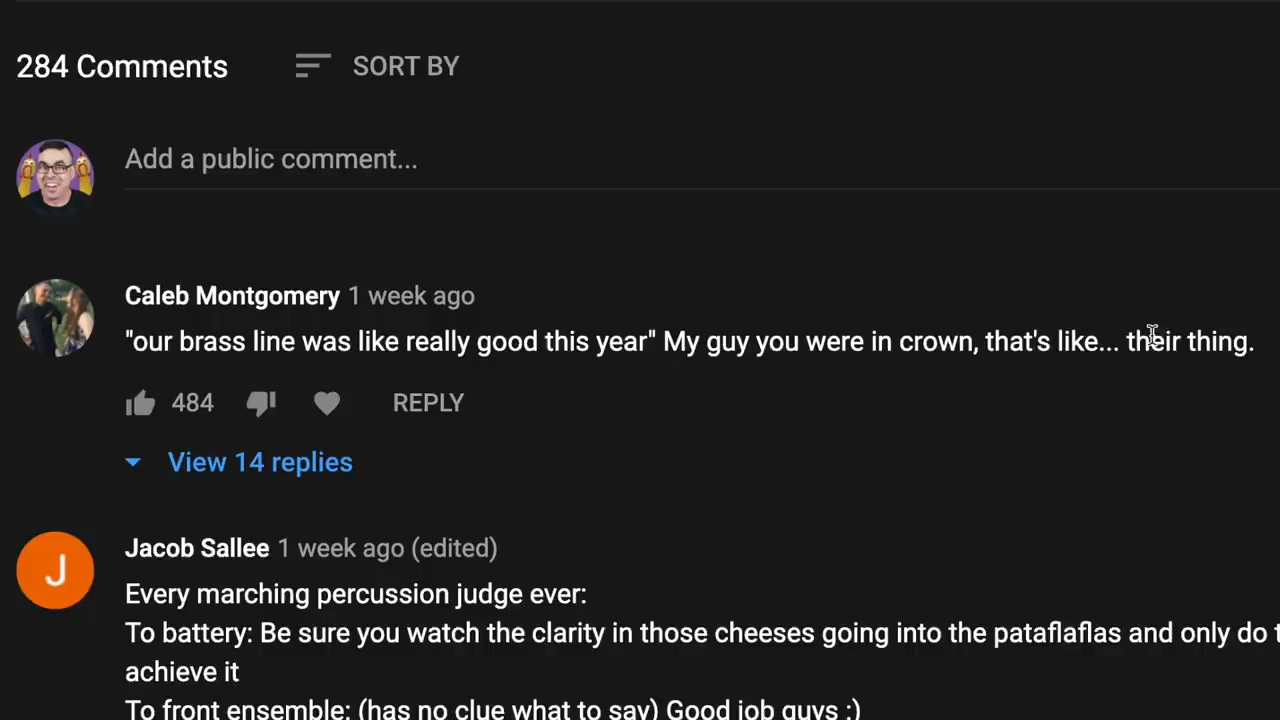 284 Comments SORT BY
Add a public comment...
Caleb Montgomery 1 week ago
"our brass line was like really good this year" My guy you were in crown, that's like... their thing.
484 REPLY
View 14 replies
J
Jacob Sallee 1 week ago (edited)
Every marching percussion judge ever:
To battery: Be sure you watch the clarity in those cheeses going into the pataflaflas and only do
achieve it
To front ensemble: (has no clue what to say) Good job guys :)